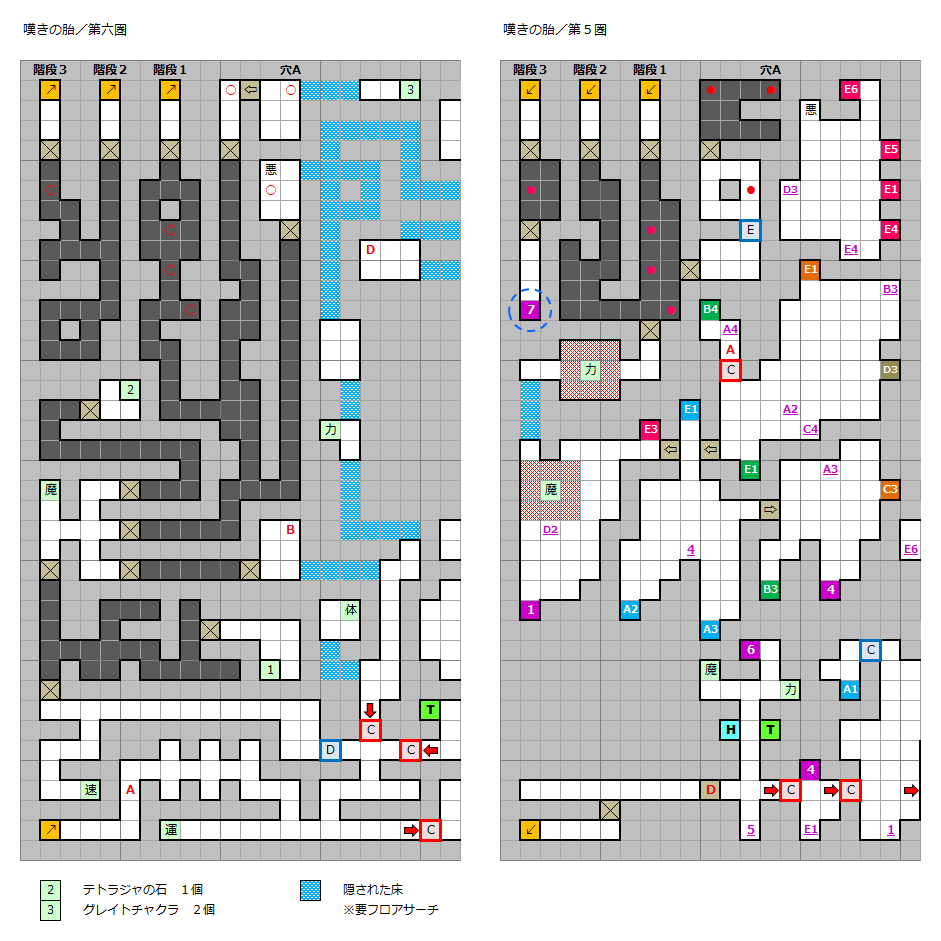 嘆きの胎／第六圏
嘆きの胎／第５圏
階段３ 階段２ 階段１ 穴A
階段３ 階段２ 階段１ 穴A
3
E6
悪
E5
悪
D3 E1
E4
E
D E4
E1
B3
7 B4
A4
A
力 C D3
2
E1 A2
力 E3 C4
E1 A3
魔 魔 C3
B D2
4 E6
B3 4
体 1 A2
A3
6 C
1 魔 力 A1
T
C H T
D C
4
速 A D C C
運 C 5 E1 1
2 テトラジャの石　１個 隠された床
3 グレイトチャクラ　２個 ※要フロアサーチ